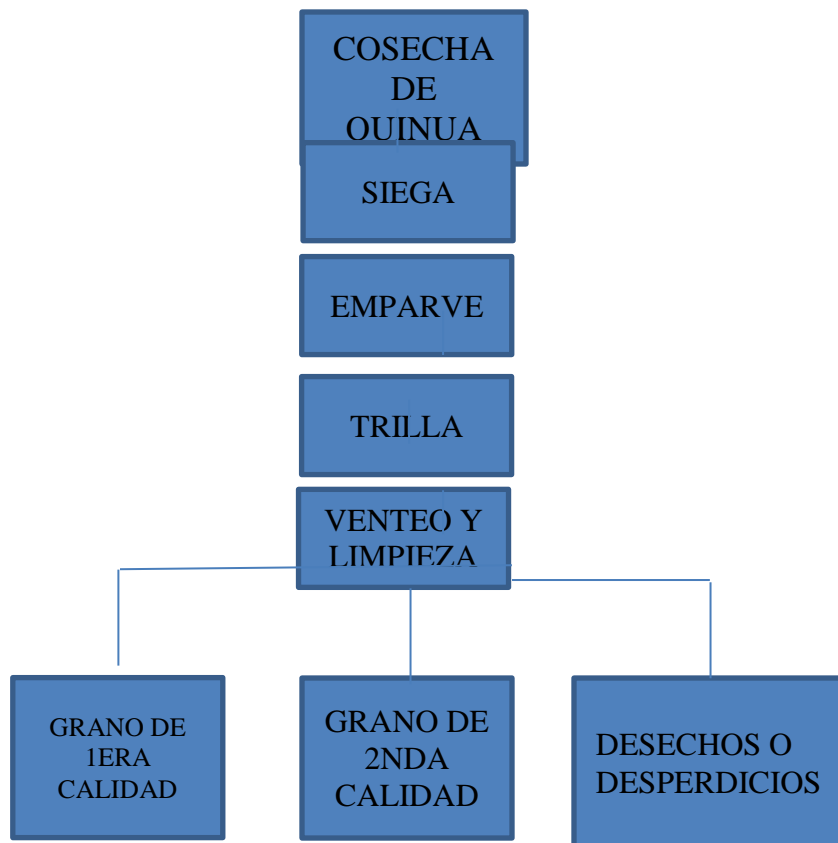 COSECHA
DE
QUINUA
SIEGA
EMPARVE
TRILLA
VENTEO Y
LIMPIEZA
GRANO DE
1ERA
CALIDAD
GRANO DE
2NDA
CALIDAD
DESECHOS O
DESPERDICIOS